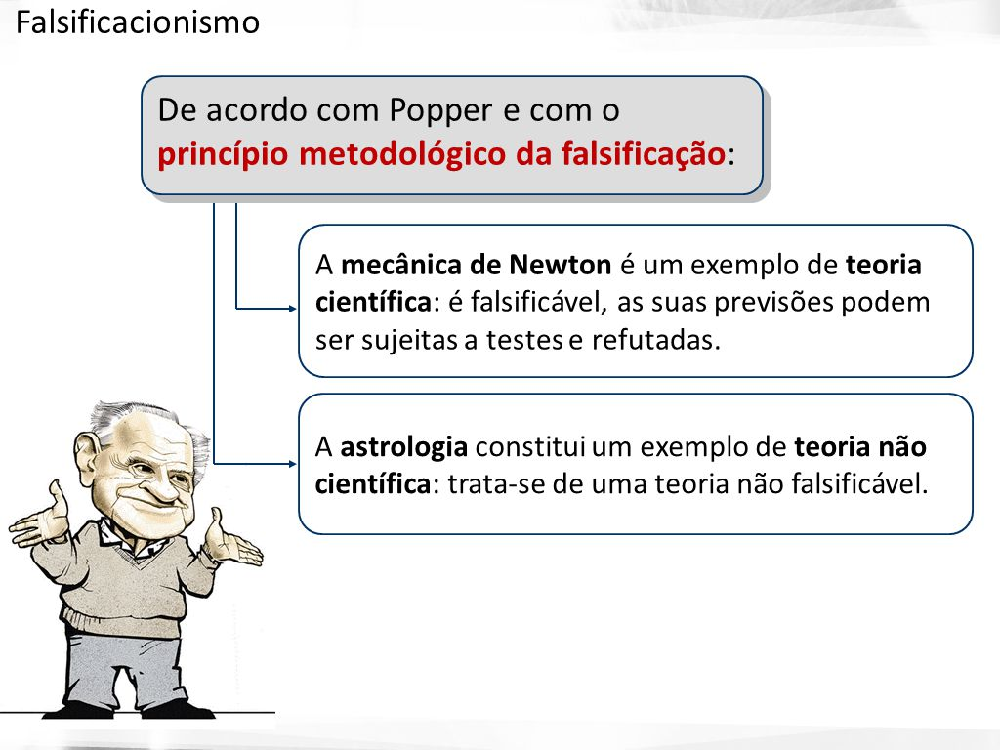 Falsificacionismo
De acordo com Popper e com o
princípio metodológico da falsificação:
A mecânica de Newton é um exemplo de teoria
científica: é falsificável, as suas previsões podem
ser sujeitas a testes e refutadas.
A astrologia constitui um exemplo de teoria não
científica: trata-se de uma teoria não falsificável.